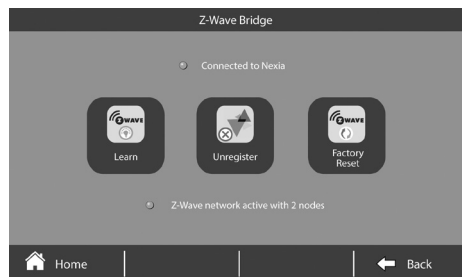 Z-Wave Bridge
Connected to Nexia
ZWAVE
ZWAVE
Learn
Unregister
Factory
Reset
Z-Wave network active with 2 nodes
Home
Back